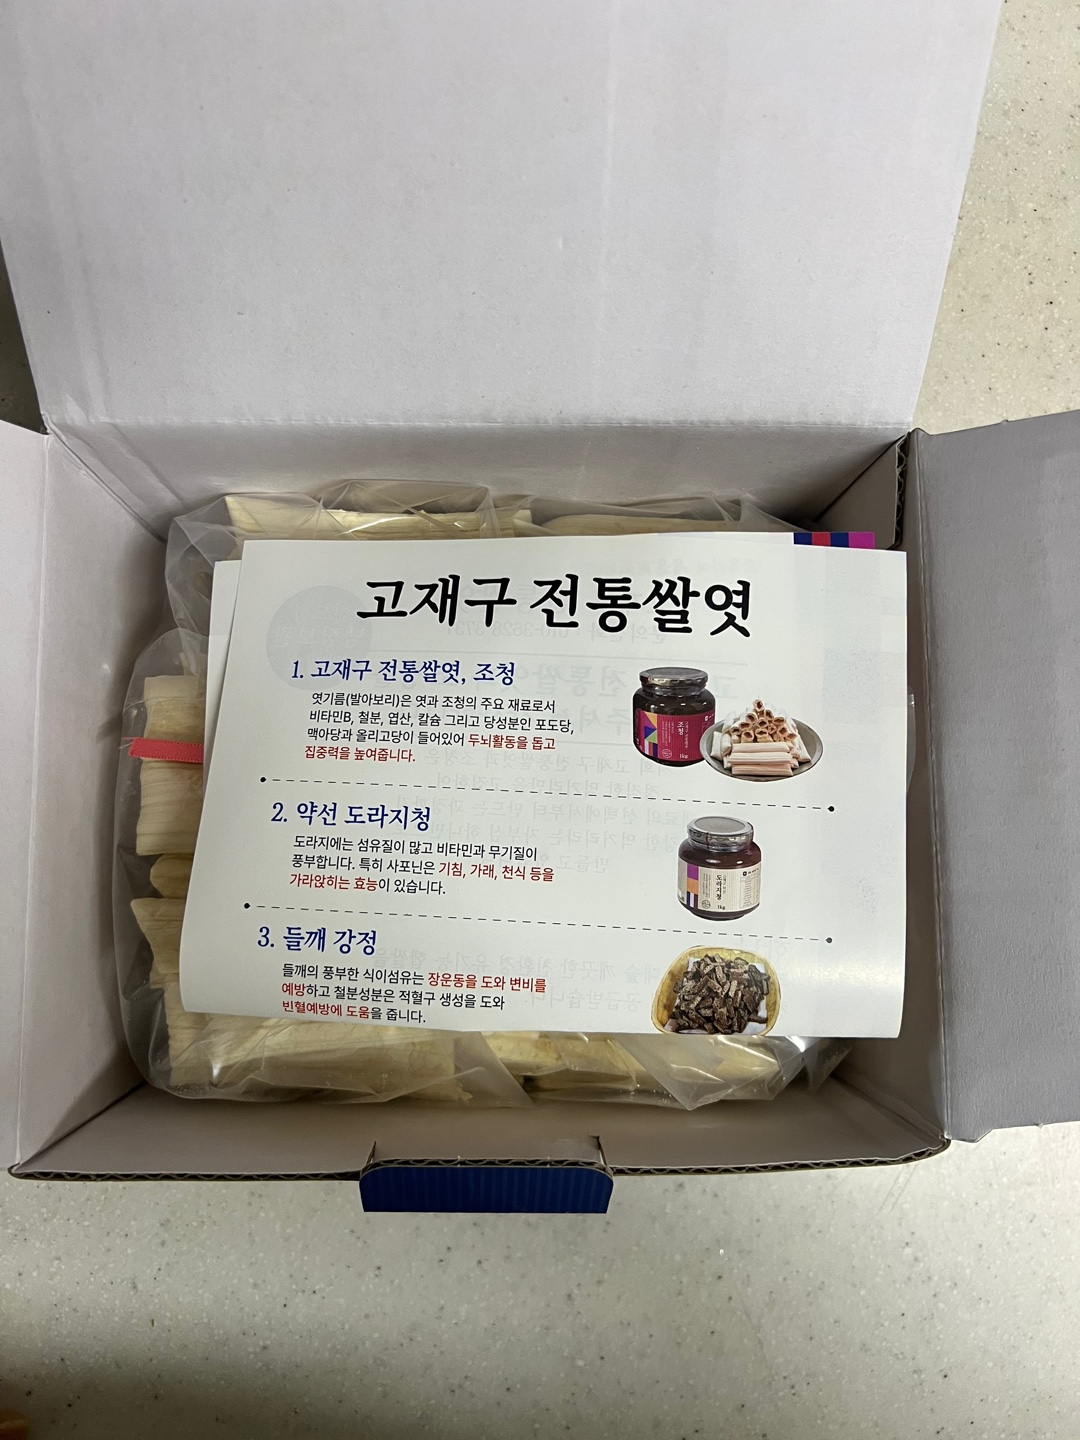 고재구 전통쌀엿
1. 고재구 전통쌀엿, 조청
엿기름(발아보리)은 엿과 조청의 주요 재료로서
비타민B, 철분, 엽산, 칼슘 그리고 당성분인 포도당,
맥아당과 올리고당이 들어있어 두뇌활동을 돕고
집중력을 높여줍니다.
조청
1kg
2. 약선 도라지청
도라지에는 섬유질이 많고 비타민과 무기질이
풍부합니다. 특히 사포닌은 기침, 가래, 천식 등을
가라앉히는 효능이 있습니다.
도라지청
1kg
3. 들깨 강정
들깨의 풍부한 식이섬유는 장운동을 도와 변비를
예방하고 철분성분은 적혈구 생성을 도와
빈혈예방에 도움을 줍니다.